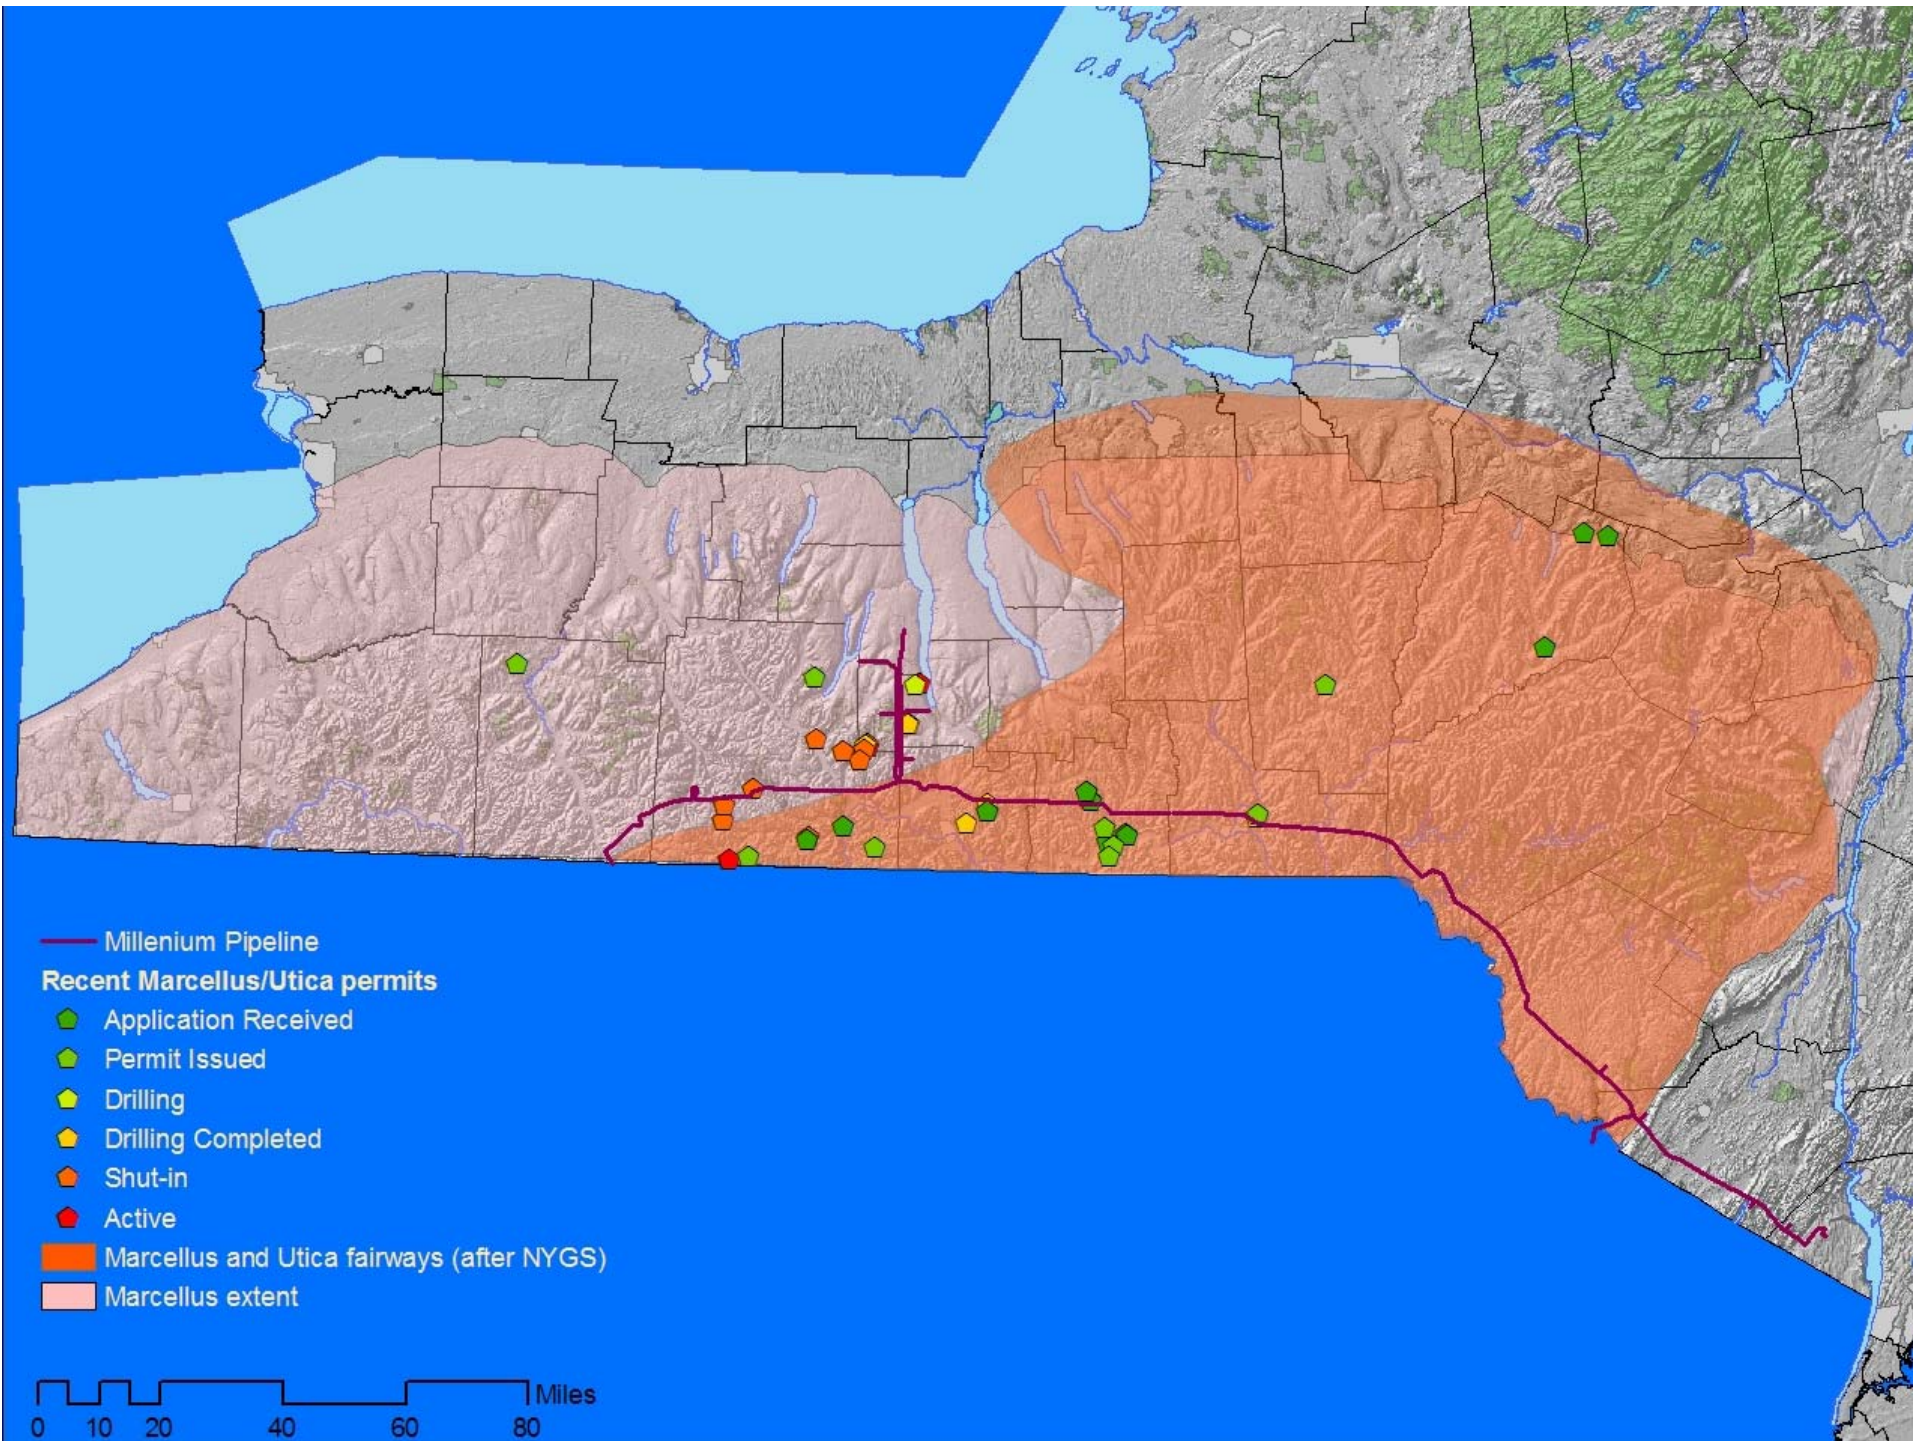 Millenium Pipeline
Recent Marcellus/Utica permits
Application Received
Permit Issued
Drilling
Drilling Completed
Shut-in
Active
Marcellus and Utica fairways (after NYGS)
Marcellus extent
Miles
0 10 20 40 60 80